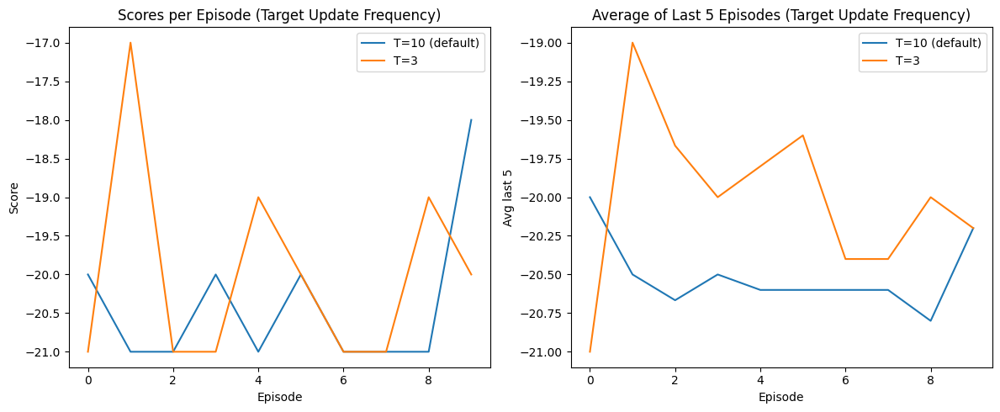 Scores per Episode (Target Update Frequency)
T=10 (default)
T=3
Score
−17.0
−17.5
−18.0
−18.5
−19.0
−19.5
−20.0
−20.5
−21.0
0 2 4 6 8
Episode
Average of Last 5 Episodes (Target Update Frequency)
T=10 (default)
T=3
Avg last 5
−19.00
−19.25
−19.50
−19.75
−20.00
−20.25
−20.50
−20.75
−21.00
0 2 4 6 8
Episode